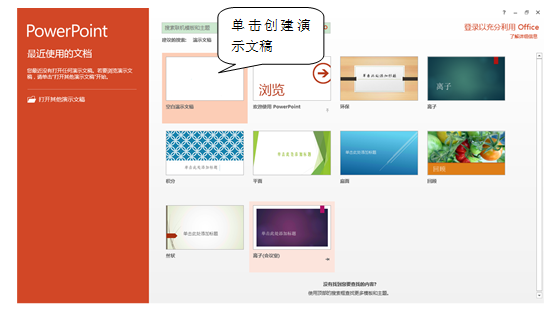 PowerPoint
最近使用的文档
您最近没有打开任何演示文稿。若要浏览演示文稿，请单击“打开其他演示文稿”开始。
打开其他演示文稿
搜索联机模板和主题
建议的搜索: 演示文稿
单击创建演
示文稿
登录以充分利用 Office
了解详细信息
空白演示文稿
浏览
欢迎使用 PowerPoint
单击此处添加标题
环保
离子
离子
单击此处添加标题
积分
单击此处添加标题
平面
单击此处添加标题
回顾
单击此处添加标题
丝状
单击此处添加标题
离子(会议室)
没有找到您要查找的内容?
使用顶部的搜索框查找更多模板和主题。